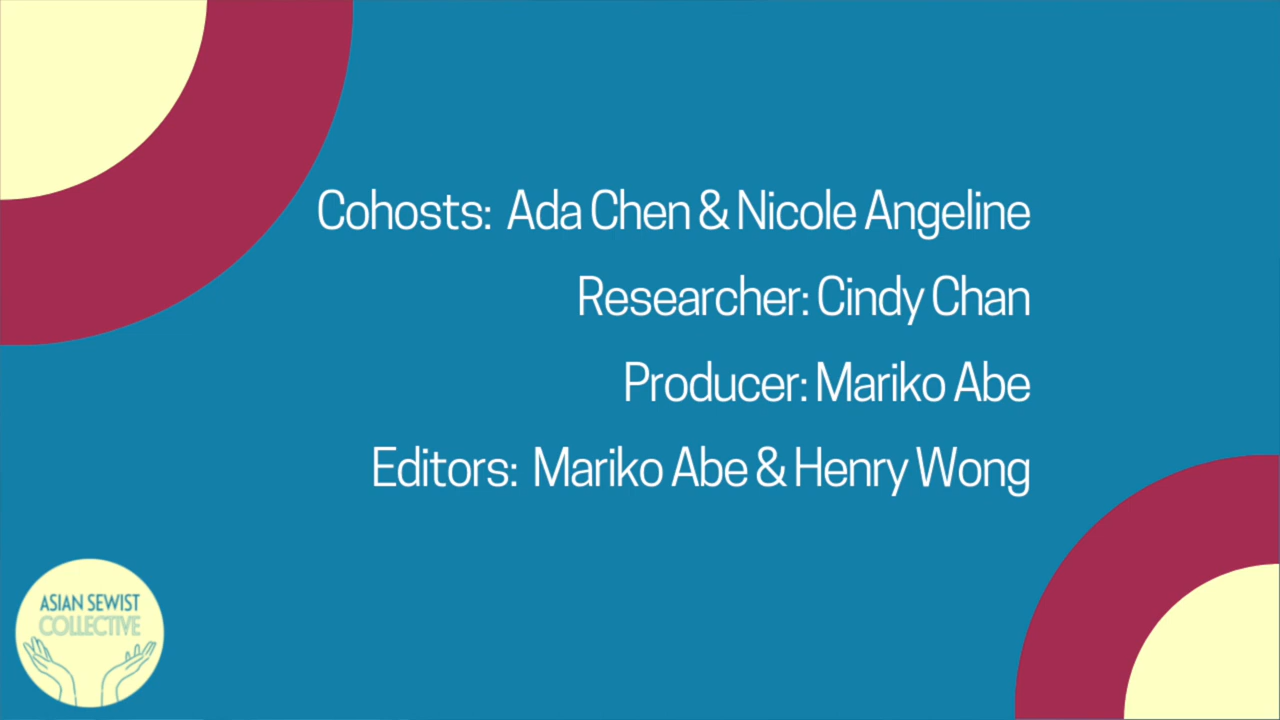 Cohosts: Ada Chen & Nicole Angeline
Researcher: Cindy Chan
Producer: Mariko Abe
Editors: Mariko Abe & Henry Wong
ASIAN SEWIST
COLLECTIVE